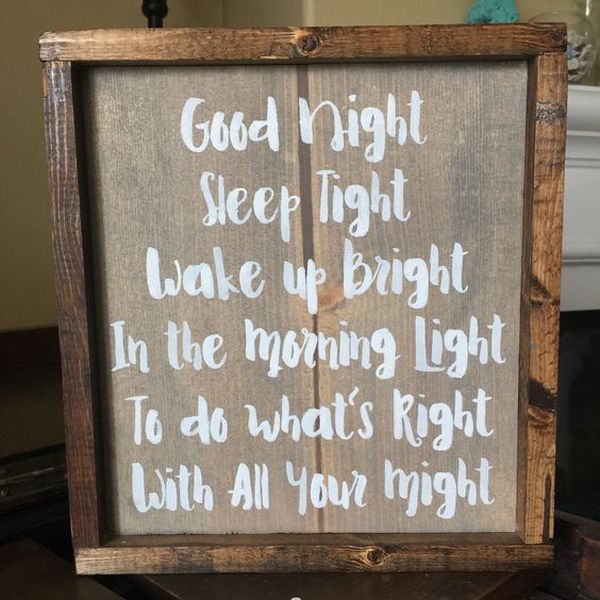 Good Night
Sleep Tight
Wake up Bright
In the morning Light
To do what's Right
With All Your Might